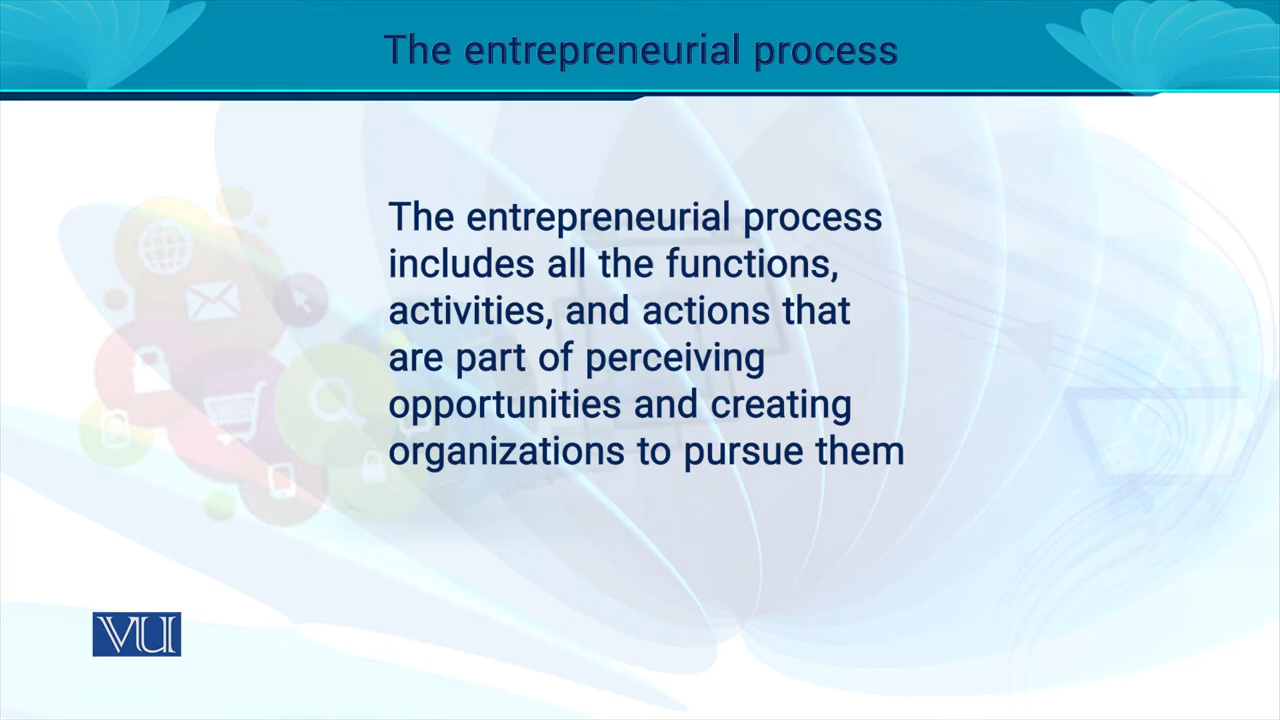 The entrepreneurial process
The entrepreneurial process
includes all the functions,
activities, and actions that
are part of perceiving
opportunities and creating
organizations to pursue them
VU